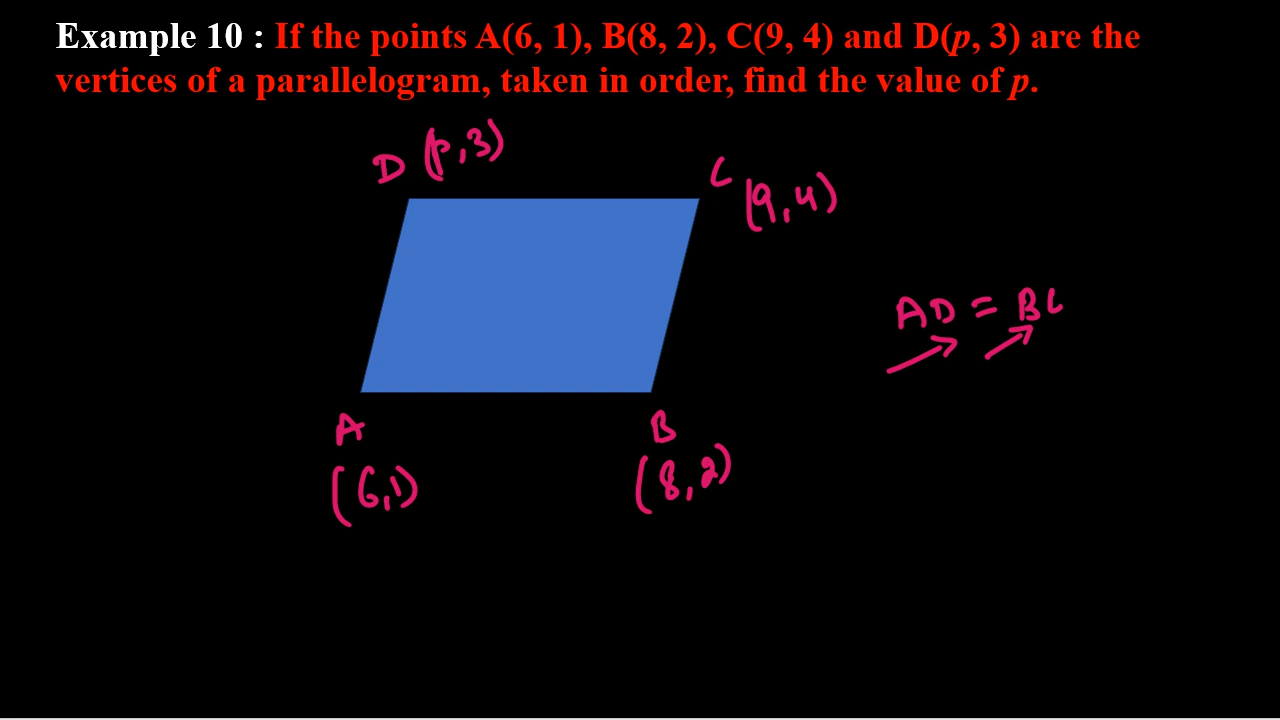 Example 10 : If the points A(6, 1), B(8, 2), C(9, 4) and D(p, 3) are the
vertices of a parallelogram, taken in order, find the value of p.
D (p,3)
C
(9,4)
AD = BC
A
B
(6,1)
(8,2)